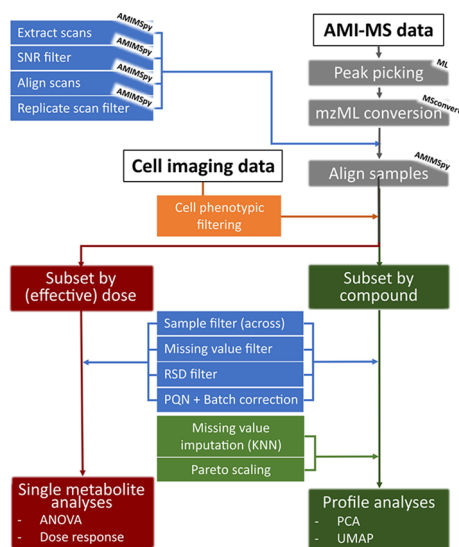 AMI-MS data
Extract scans
AMIMSpy
SNR filter
AMIMSpy
Align scans
AMIMSpy
Replicate scan filter
AMIMSpy
Peak picking
ML
mzML conversion
MSconvert
Align samples
AMIMSpy
Cell imaging data
Cell phenotypic
filtering
Subset by
(effective) dose
Subset by
compound
Sample filter (across)
Missing value filter
RSD filter
PQN + Batch correction
Missing value
imputation (KNN)
Pareto scaling
Single metabolite
analyses
- ANOVA
- Dose response
Profile analyses
- PCA
- UMAP